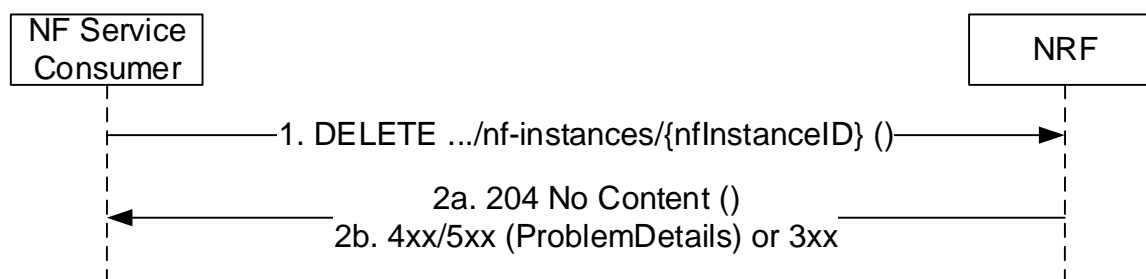 NF Service
Consumer
NRF
1. DELETE .../nf-instances/{nfInstanceID} ()
2a. 204 No Content ()
2b. 4xx/5xx (ProblemDetails) or 3xx